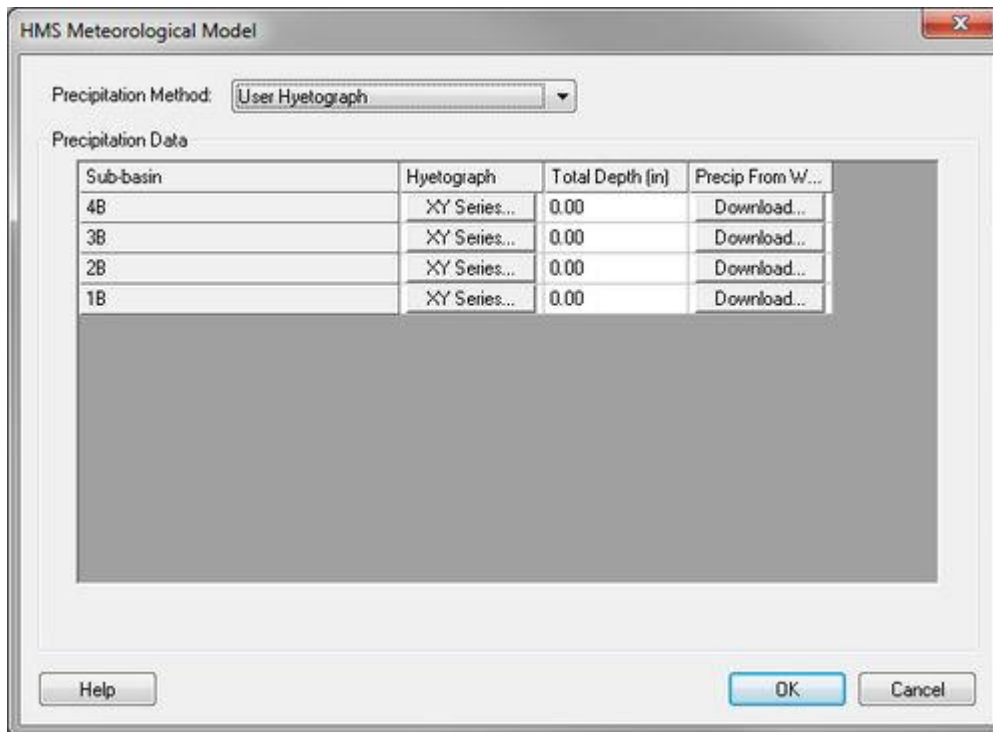 HMS Meteorological Model
Precipitation Method: User Hyetograph
Precipitation Data
Sub-basin Hyetograph Total Depth (in) Precip From W...
4B XY Series... 0.00 Download...
3B XY Series... 0.00 Download...
2B XY Series... 0.00 Download...
1B XY Series... 0.00 Download...
Help OK Cancel